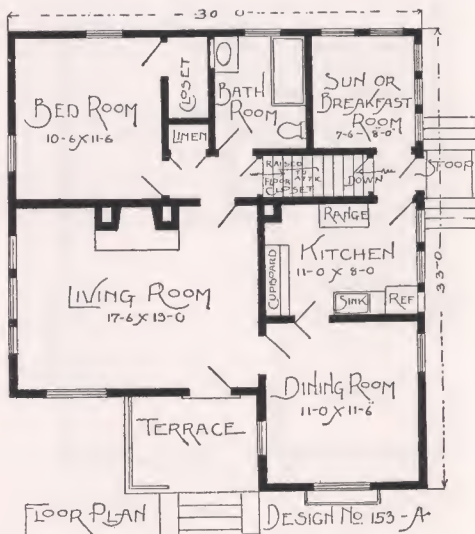 30-0
BED ROOM
10-6 X 11-6
CLOSET
LINEN
BATH
ROOM
SUN OR
BREAKFAST
ROOM
7-6 - 8-0
RAISED
FLOOR
CLOSET
TO
ATTK.
DOWN
STOOP
33-0
LIVING ROOM
17-6 X 13-0
RANGE
KITCHEN
11-0 X 8-0
CUPBOARD
SINK
REF
DINING ROOM
11-0 X 11-6
TERRACE
FLOOR PLAN
DESIGN NO. 153-A